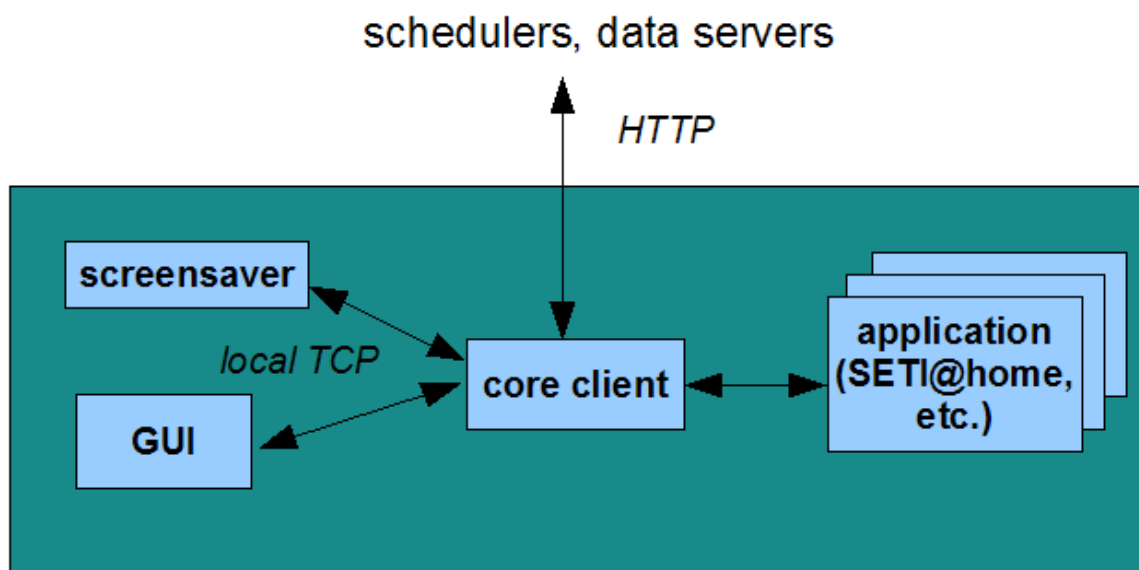 schedulers, data servers
HTTP
screensaver
local TCP
GUI
core client
application
(SETI@home,
etc.)